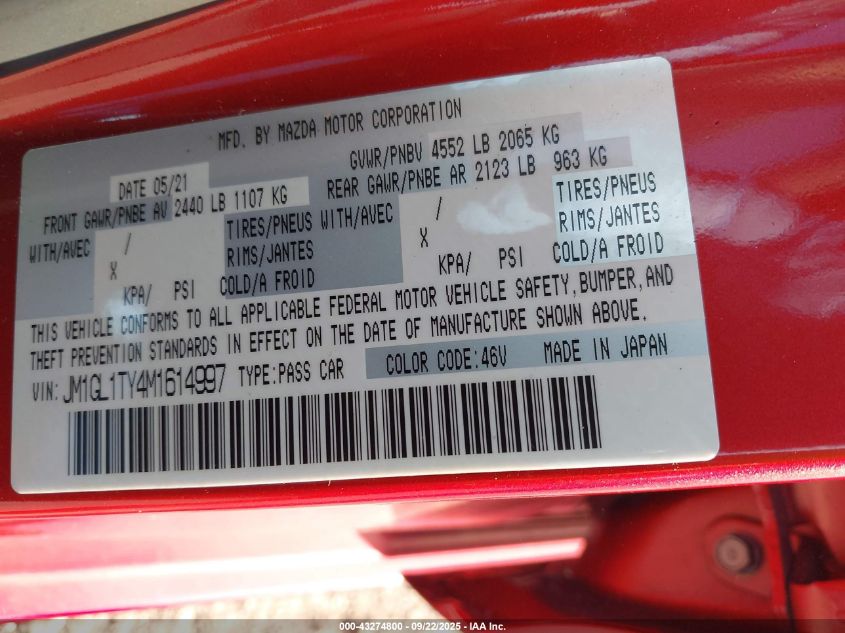 MFD. BY MAZDA MOTOR CORPORATION
DATE 05/21 GVWR/PNBV 4552 LB 2065 KG
FRONT GAWR/PNBE AV 2440 LB 1107 KG REAR GAWR/PNBE AR 2123 LB 963 KG
WITH/AVEC / TIRES/PNEUS WITH/AVEC / TIRES/PNEUS
X RIMS/JANTES X RIMS/JANTES
KPA/ PSI COLD/A FROID KPA/ PSI COLD/A FROID
THIS VEHICLE CONFORMS TO ALL APPLICABLE FEDERAL MOTOR VEHICLE SAFETY, BUMPER, AND
THEFT PREVENTION STANDARDS IN EFFECT ON THE DATE OF MANUFACTURE SHOWN ABOVE.
VIN: JM1GL1TY4M1614997 TYPE:PASS CAR COLOR CODE:46V MADE IN JAPAN
000-43274800 - 09/22/2025 - IAA Inc.